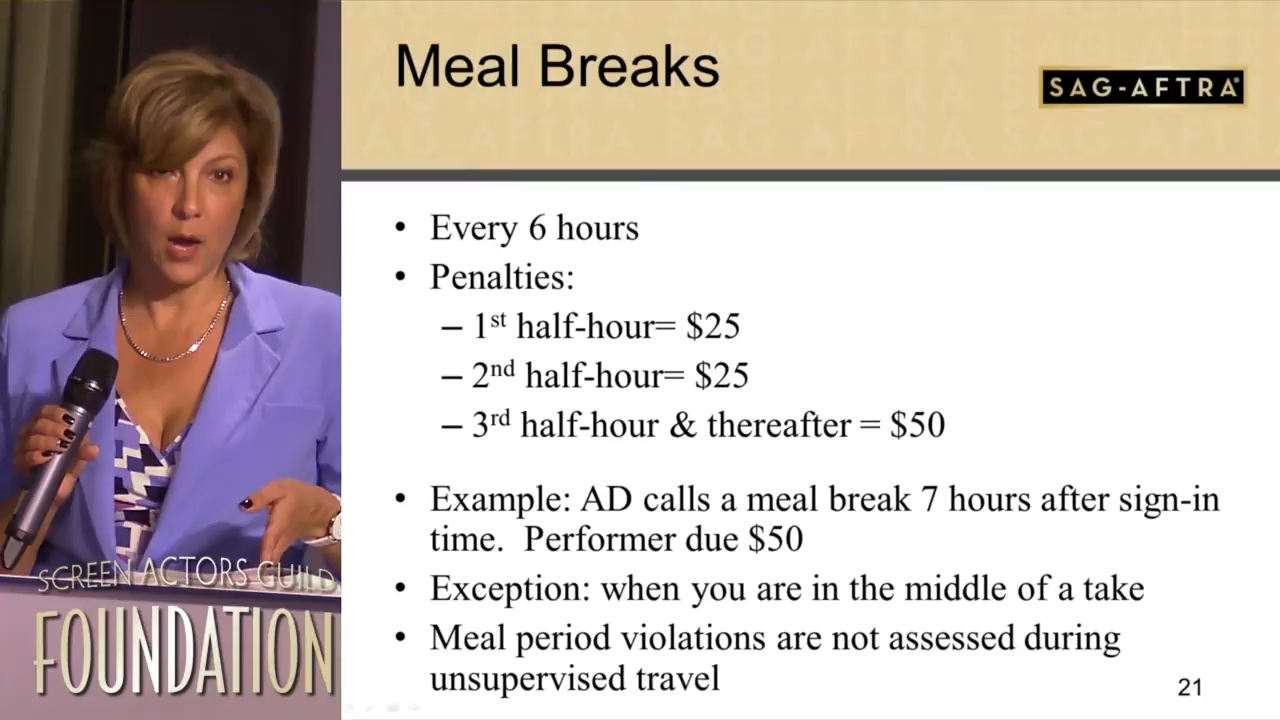 Meal Breaks
SAG-AFTRA
• Every 6 hours
• Penalties:
– 1st half-hour= $25
– 2nd half-hour= $25
– 3rd half-hour & thereafter = $50
• Example: AD calls a meal break 7 hours after sign-in
time. Performer due $50
• Exception: when you are in the middle of a take
• Meal period violations are not assessed during
unsupervised travel
21
SCREEN ACTORS GUILD
FOUNDATION